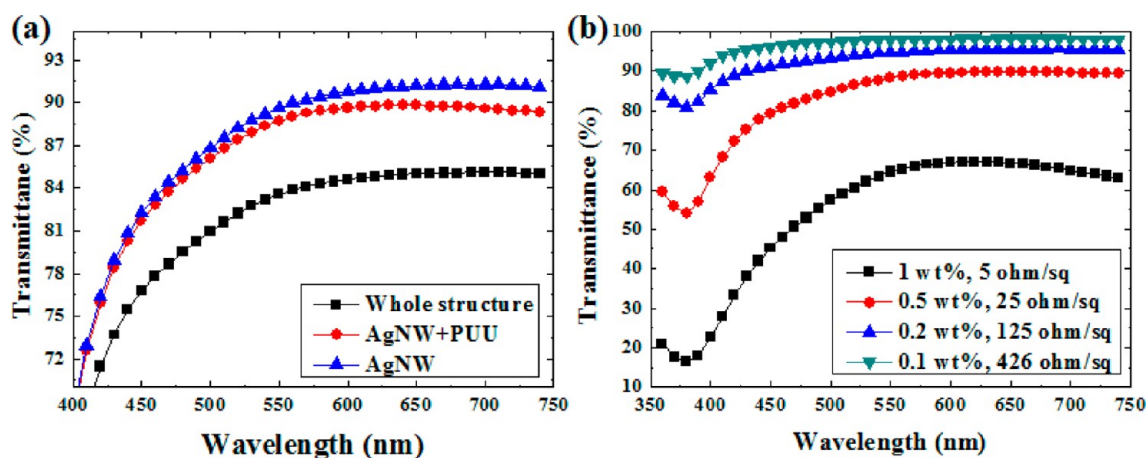 (a)
Transmittane (%)
93
90
87
84
81
78
75
72
400 450 500 550 600 650 700 750
Wavelength (nm)
Whole structure
AgNW+PUU
AgNW
(b)
Transmittance (%)
100
90
80
70
60
50
40
30
20
10
350 400 450 500 550 600 650 700 750
Wavelength (nm)
1 wt%, 5 ohm/sq
0.5 wt%, 25 ohm/sq
0.2 wt%, 125 ohm/sq
0.1 wt%, 426 ohm/sq